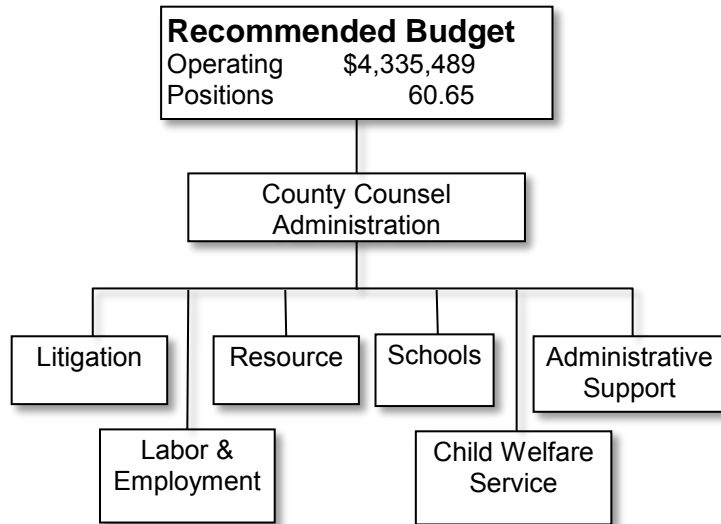 Recommended Budget
Operating $4,335,489
Positions 60.65
County Counsel
Administration
Litigation
Resource
Schools
Administrative
Support
Labor &
Employment
Child Welfare
Service